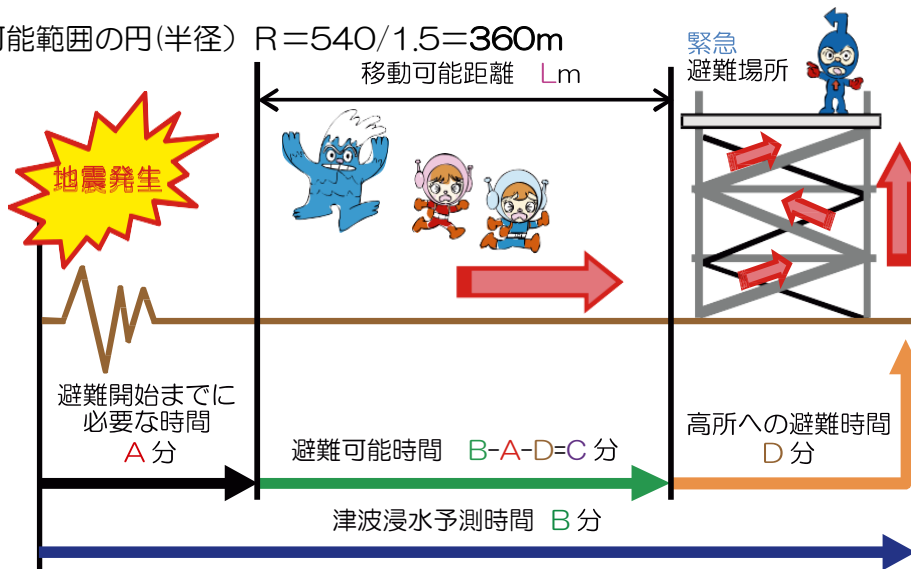 能範囲の円(半径) R=540/1.5=360m
移動可能距離 Lm
緊急
避難場所
地震発生
避難開始までに
必要な時間
A分
避難可能時間 B-A-D=C分
高所への避難時間
D分
津波浸水予測時間 B分